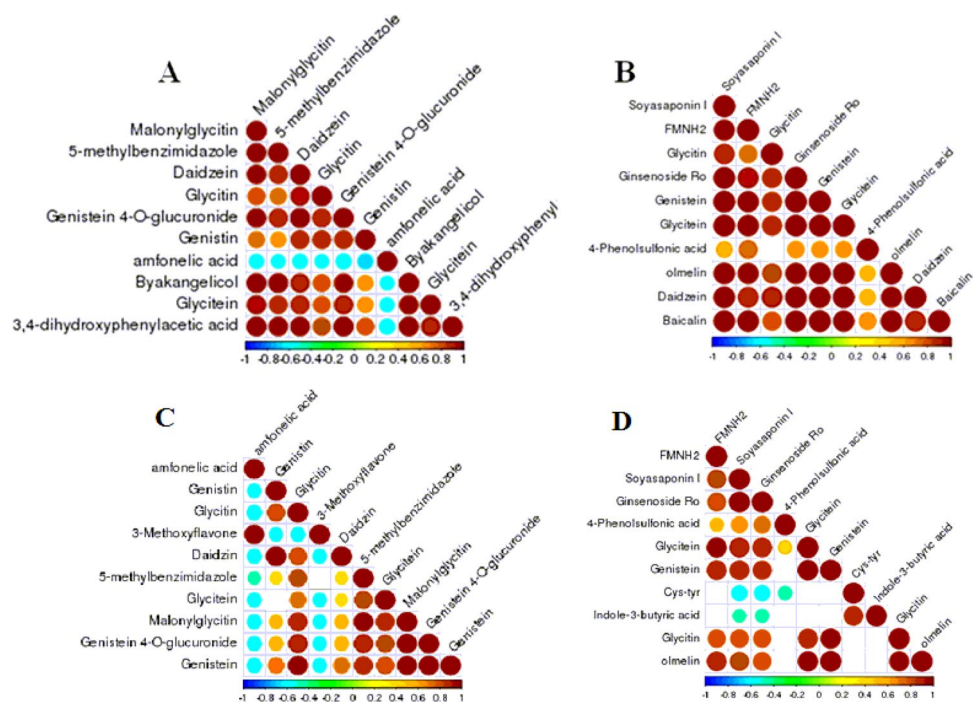 A
Malonylglycitin
5-methylbenzimidazole
Daidzein
Glycitin
Genistein 4-O-glucuronide
Genistin
amfonelic acid
Byakangelicol
Glycitein
3,4-dihydroxyphenyl
Malonylglycitin
5-methylbenzimidazole
Daidzein
Glycitin
Genistein 4-O-glucuronide
Genistin
amfonelic acid
Byakangelicol
Glycitein
3,4-dihydroxyphenylacetic acid
-1 -0.8 -0.6 -0.4 -0.2 0 0.2 0.4 0.6 0.8 1
B
Soyasaponin I
FMNH2
Glycitin
Ginsenoside Ro
Genistein
Glycitein
4-Phenolsulfonic acid
olmelin
Daidzein
Baicalin
Soyasaponin I
FMNH2
Glycitin
Ginsenoside Ro
Genistein
Glycitein
4-Phenolsulfonic acid
olmelin
Daidzein
Baicalin
-1 -0.8 -0.6 -0.4 -0.2 0 0.2 0.4 0.6 0.8 1
C
amfonelic acid
Genistin
Glycitin
3-Methoxyflavone
Daidzin
5-methylbenzimidazole
Glycitein
Malonylglycitin
Genistein 4-O-glucuronide
Genistein
amfonelic acid
Genistin
Glycitin
3-Methoxyflavone
Daidzin
5-methylbenzimidazole
Glycitein
Malonylglycitin
Genistein 4-O-glucuronide
Genistein
-1 -0.8 -0.6 -0.4 -0.2 0 0.2 0.4 0.6 0.8 1
D
FMNH2
Soyasaponin I
Ginsenoside Ro
4-Phenolsulfonic acid
Glycitein
Genistein
Cys-tyr
Indole-3-butyric acid
Glycitin
olmelin
FMNH2
Soyasaponin I
Ginsenoside Ro
4-Phenolsulfonic acid
Glycitein
Genistein
Cys-tyr
Indole-3-butyric acid
Glycitin
olmelin
-1 -0.8 -0.6 -0.4 -0.2 0 0.2 0.4 0.6 0.8 1